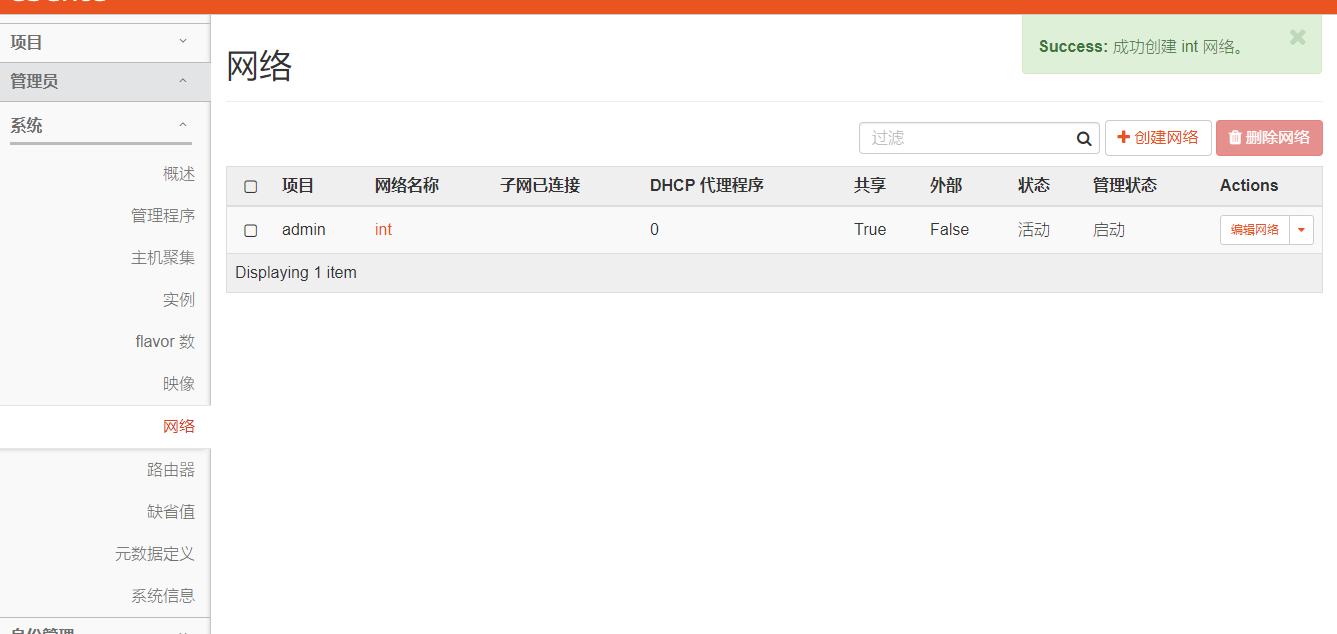 项目
管理员
系统
概述
管理程序
主机聚集
实例
flavor 数
映像
网络
路由器
缺省值
元数据定义
系统信息
身份管理
网络
Success: 成功创建 int 网络。
过滤
创建网络
删除网络
项目 网络名称 子网已连接 DHCP 代理程序 共享 外部 状态 管理状态 Actions
admin int 0 True False 活动 启动 编辑网络
Displaying 1 item